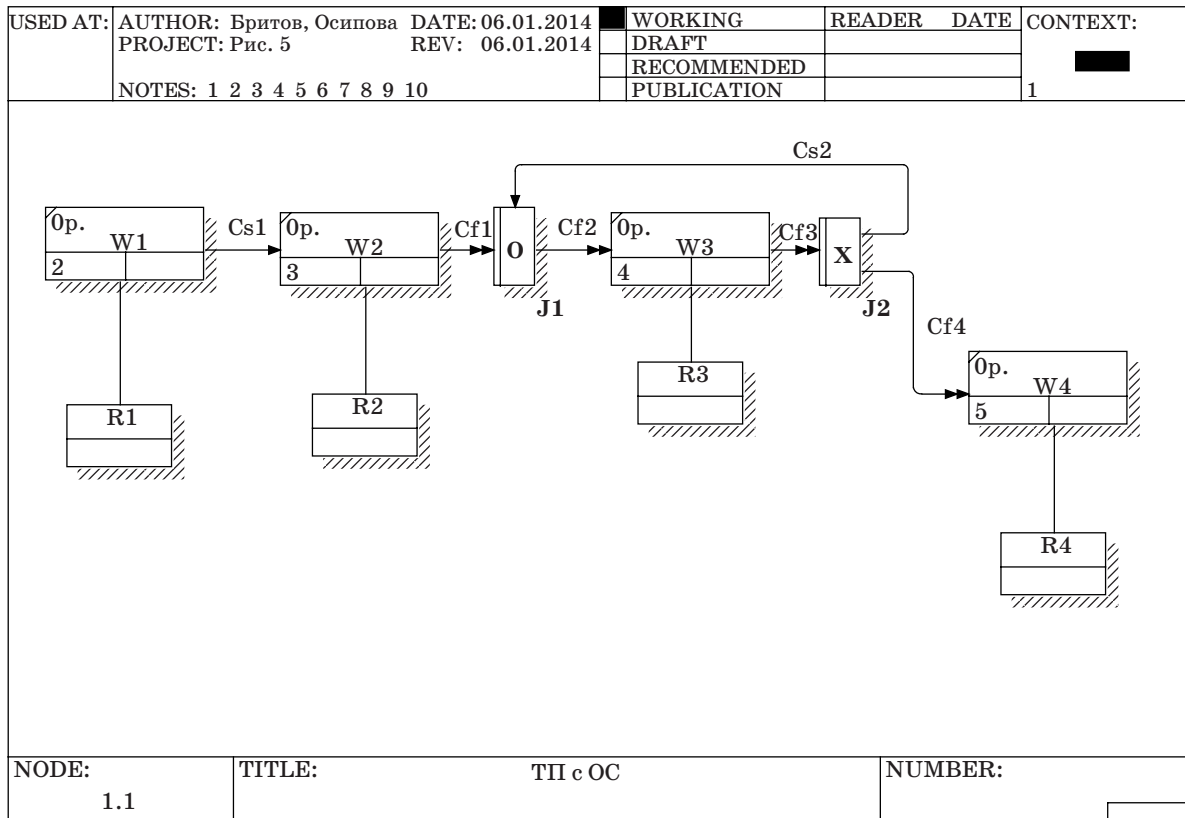 USED AT: AUTHOR: Бритов, Осипова DATE: 06.01.2014 WORKING READER DATE CONTEXT:
PROJECT: Рис. 5 REV: 06.01.2014 DRAFT
RECOMMENDED
NOTES: 1 2 3 4 5 6 7 8 9 10 PUBLICATION 1
Cs2
0р. W1 2
Cs1
0р. W2 3
Cf1
O
J1
Cf2
0р. W3 4
Cf3
X
J2
Cf4
0р. W4 5
R1
R2
R3
R4
NODE: TITLE: ТП с ОС NUMBER:
1.1